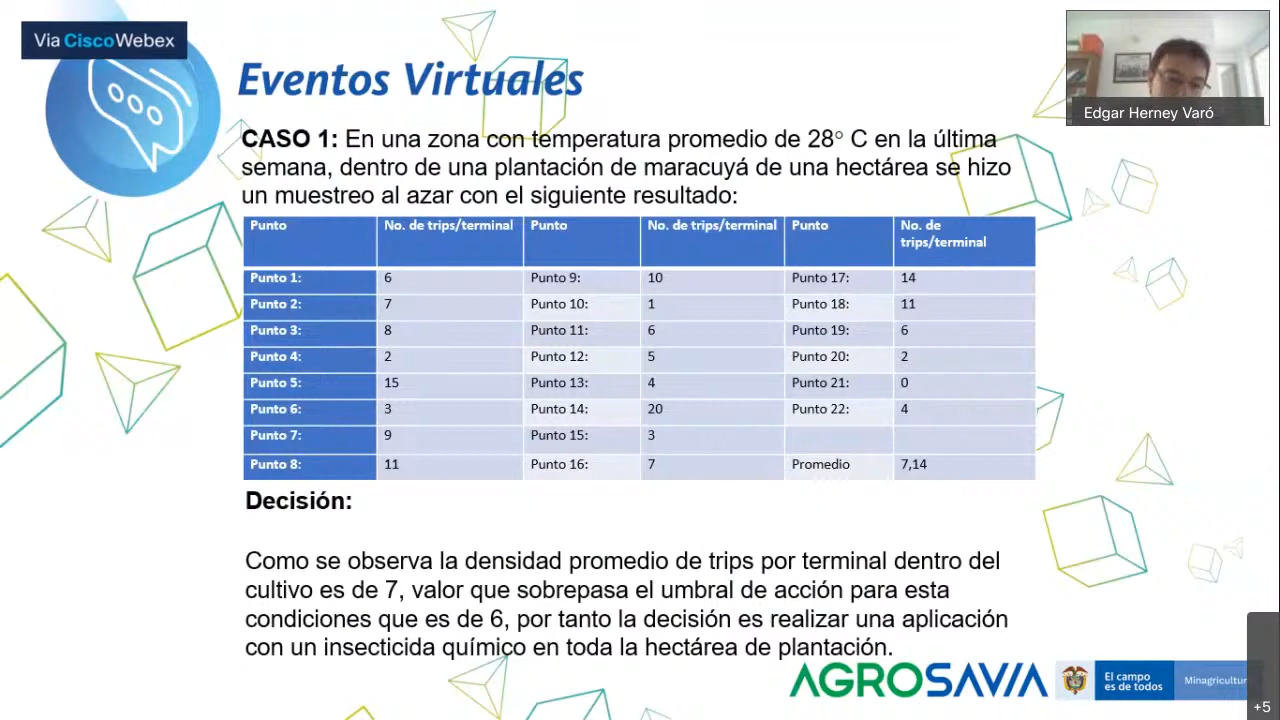 Via Cisco Webex
Eventos Virtuales
Edgar Herney Varó
CASO 1: En una zona con temperatura promedio de 28° C en la última
semana, dentro de una plantación de maracuyá de una hectárea se hizo
un muestreo al azar con el siguiente resultado:
Punto No. de trips/terminal Punto No. de trips/terminal Punto No. de
trips/terminal
Punto 1: 6 Punto 9: 10 Punto 17: 14
Punto 2: 7 Punto 10: 1 Punto 18: 11
Punto 3: 8 Punto 11: 6 Punto 19: 6
Punto 4: 2 Punto 12: 5 Punto 20: 2
Punto 5: 15 Punto 13: 4 Punto 21: 0
Punto 6: 3 Punto 14: 20 Punto 22: 4
Punto 7: 9 Punto 15: 3
Punto 8: 11 Punto 16: 7 Promedio 7,14
Decisión:
Como se observa la densidad promedio de trips por terminal dentro del
cultivo es de 7, valor que sobrepasa el umbral de acción para esta
condiciones que es de 6, por tanto la decisión es realizar una aplicación
con un insecticida químico en toda la hectárea de plantación.
AGROSAVIA
El campo
es de todos
Minagricultur
+5